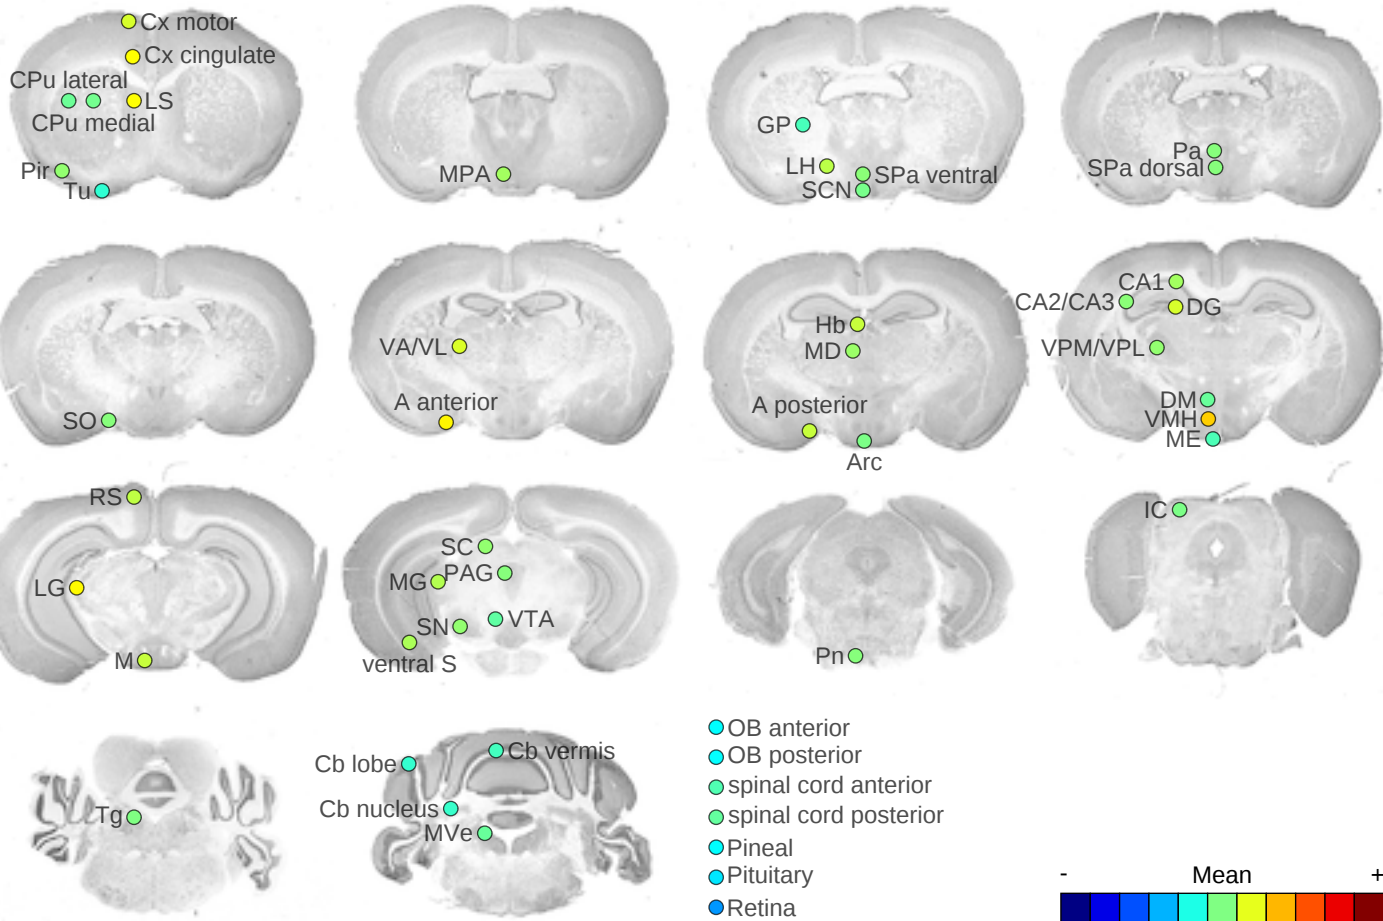 Cx motor
Cx cingulate
CPu lateral
LS
CPu medial
Pir
Tu
MPA
GP
LH
SPa ventral
SCN
Pa
SPa dorsal
SO
VA/VL
A anterior
Hb
MD
A posterior
Arc
CA1
CA2/CA3
DG
VPM/VPL
DM
VMH
ME
RS
LG
M
SC
MG
PAG
SN
VTA
ventral S
Pn
IC
Tg
Cb lobe
Cb vermis
Cb nucleus
MVe
OB anterior
OB posterior
spinal cord anterior
spinal cord posterior
Pineal
Pituitary
Retina
- Mean +